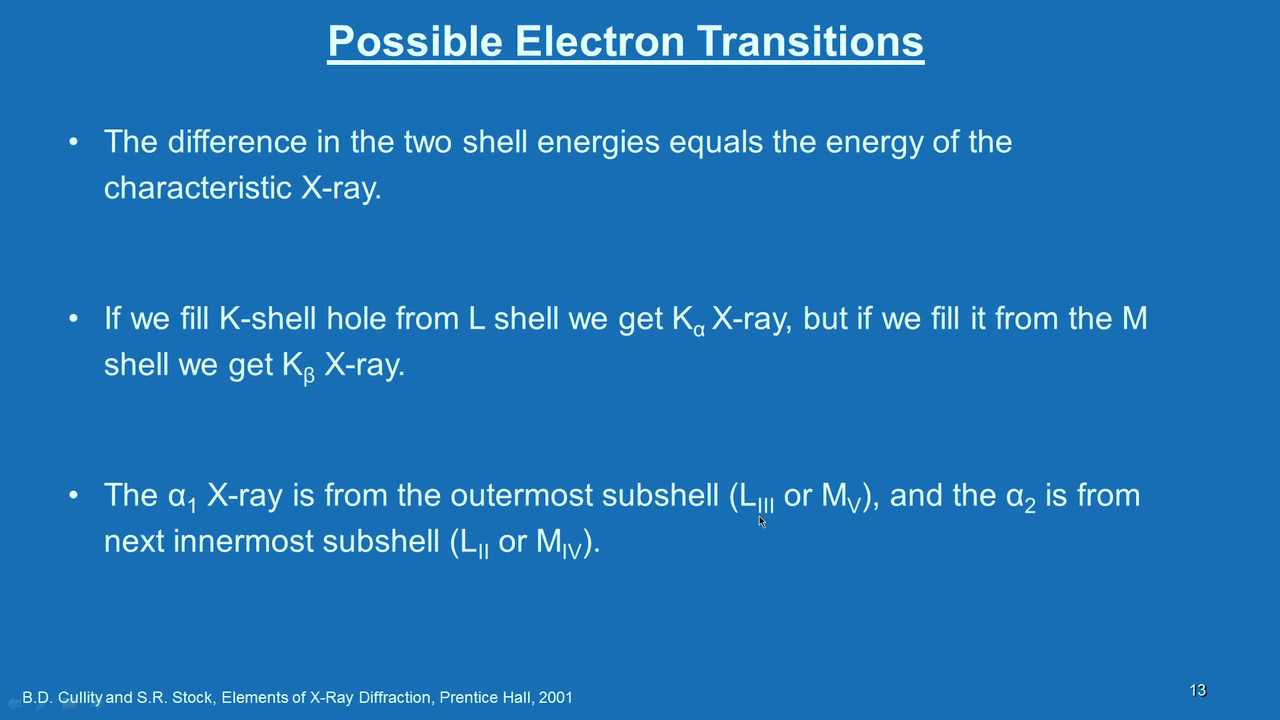 Possible Electron Transitions
• The difference in the two shell energies equals the energy of the
characteristic X-ray.
• If we fill K-shell hole from L shell we get Kα X-ray, but if we fill it from the M
shell we get Kβ X-ray.
• The α1 X-ray is from the outermost subshell (LIII or MV), and the α2 is from
next innermost subshell (LII or MIV).
B.D. Cullity and S.R. Stock, Elements of X-Ray Diffraction, Prentice Hall, 2001
13